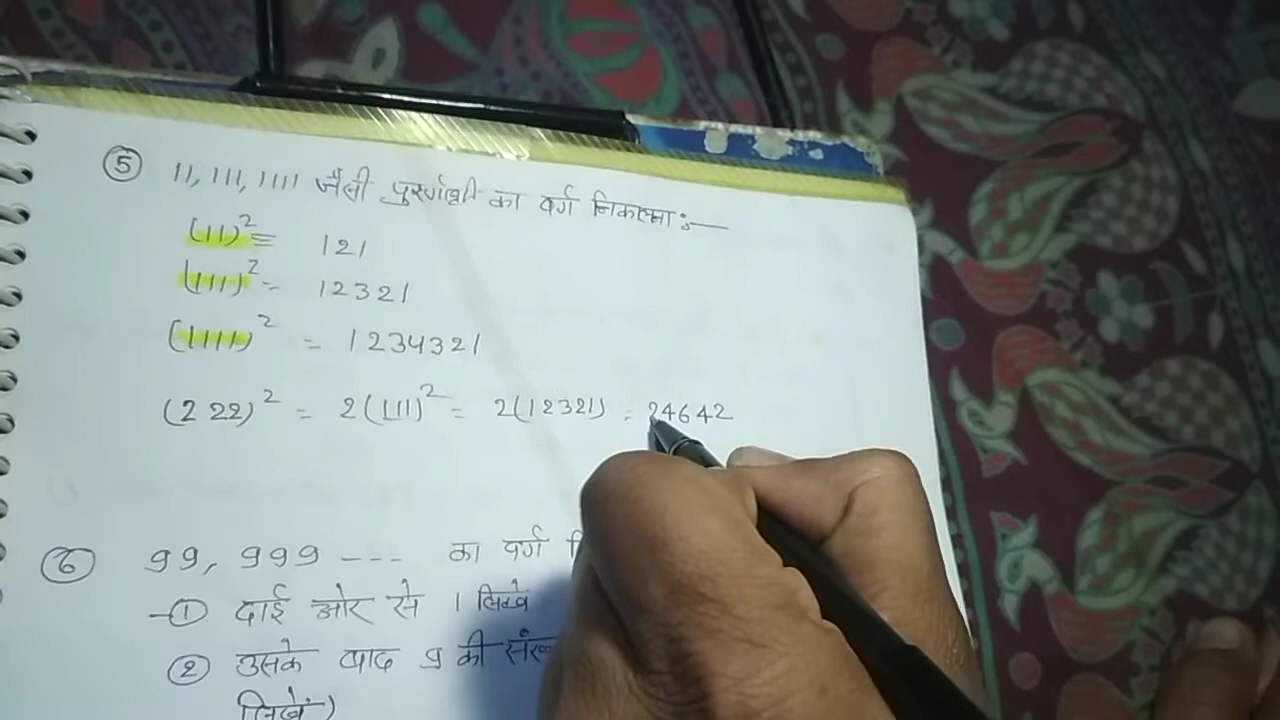 ⑤ 11, 111, 1111 जैसी पुरर्णाको का वर्ग निकालना :—
(11)² = 121
(111)² = 12321
(1111)² = 1234321
(222)² = 2(111)² = 2(12321) = 24642
⑥ 99, 999 --- का वर्ग
-① दाई ओर से 1 लिखे
② उसके बाद 9 की
लिखें)